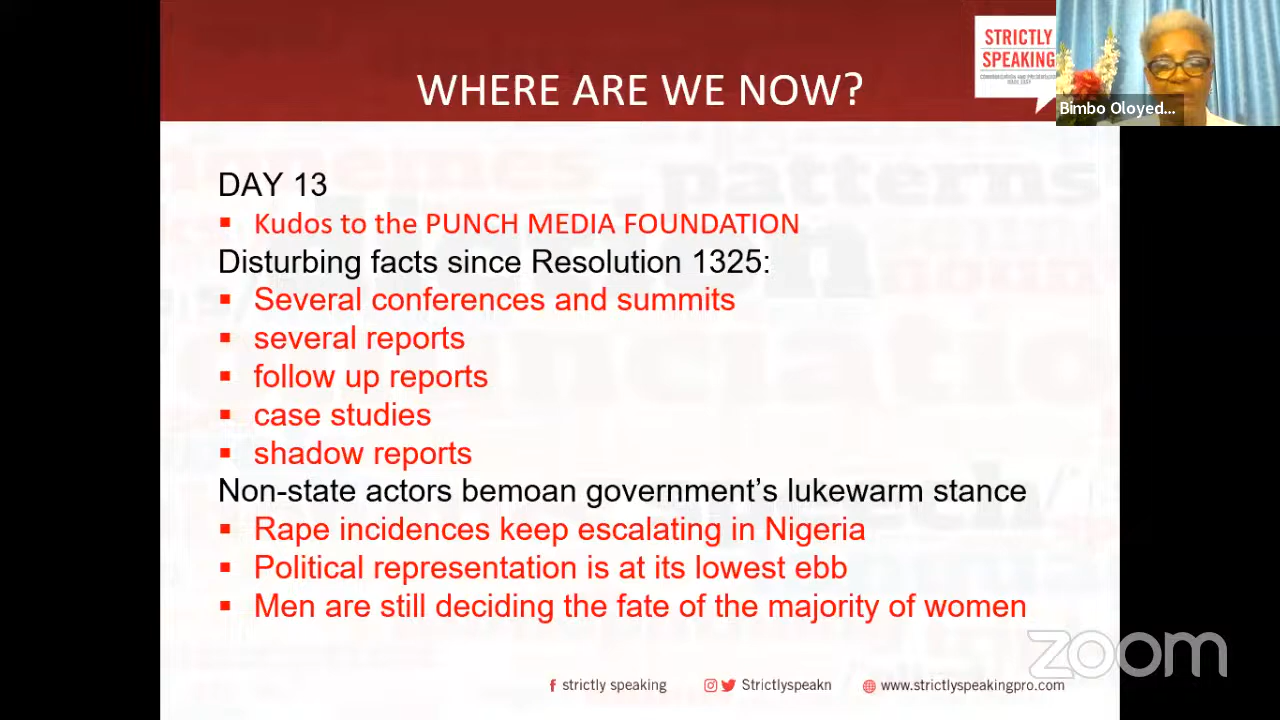 WHERE ARE WE NOW?
STRICTLY
SPEAKING
Bimbo Oloyed...
DAY 13
▪ Kudos to the PUNCH MEDIA FOUNDATION
Disturbing facts since Resolution 1325:
▪ Several conferences and summits
▪ several reports
▪ follow up reports
▪ case studies
▪ shadow reports
Non-state actors bemoan government’s lukewarm stance
▪ Rape incidences keep escalating in Nigeria
▪ Political representation is at its lowest ebb
▪ Men are still deciding the fate of the majority of women
zoom
strictly speaking
Strictlyspeakn
www.strictlyspeakingpro.com
patterns